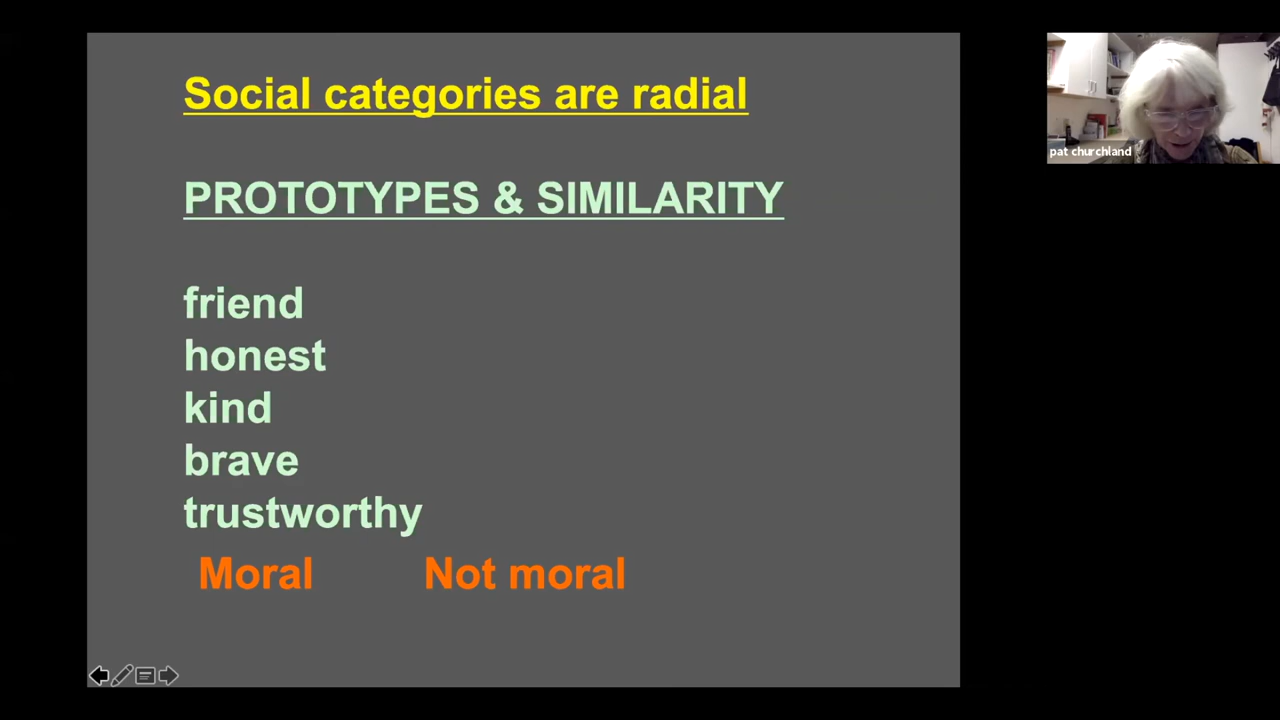 Social categories are radial
PROTOTYPES & SIMILARITY
friend
honest
kind
brave
trustworthy
Moral Not moral
pat churchland